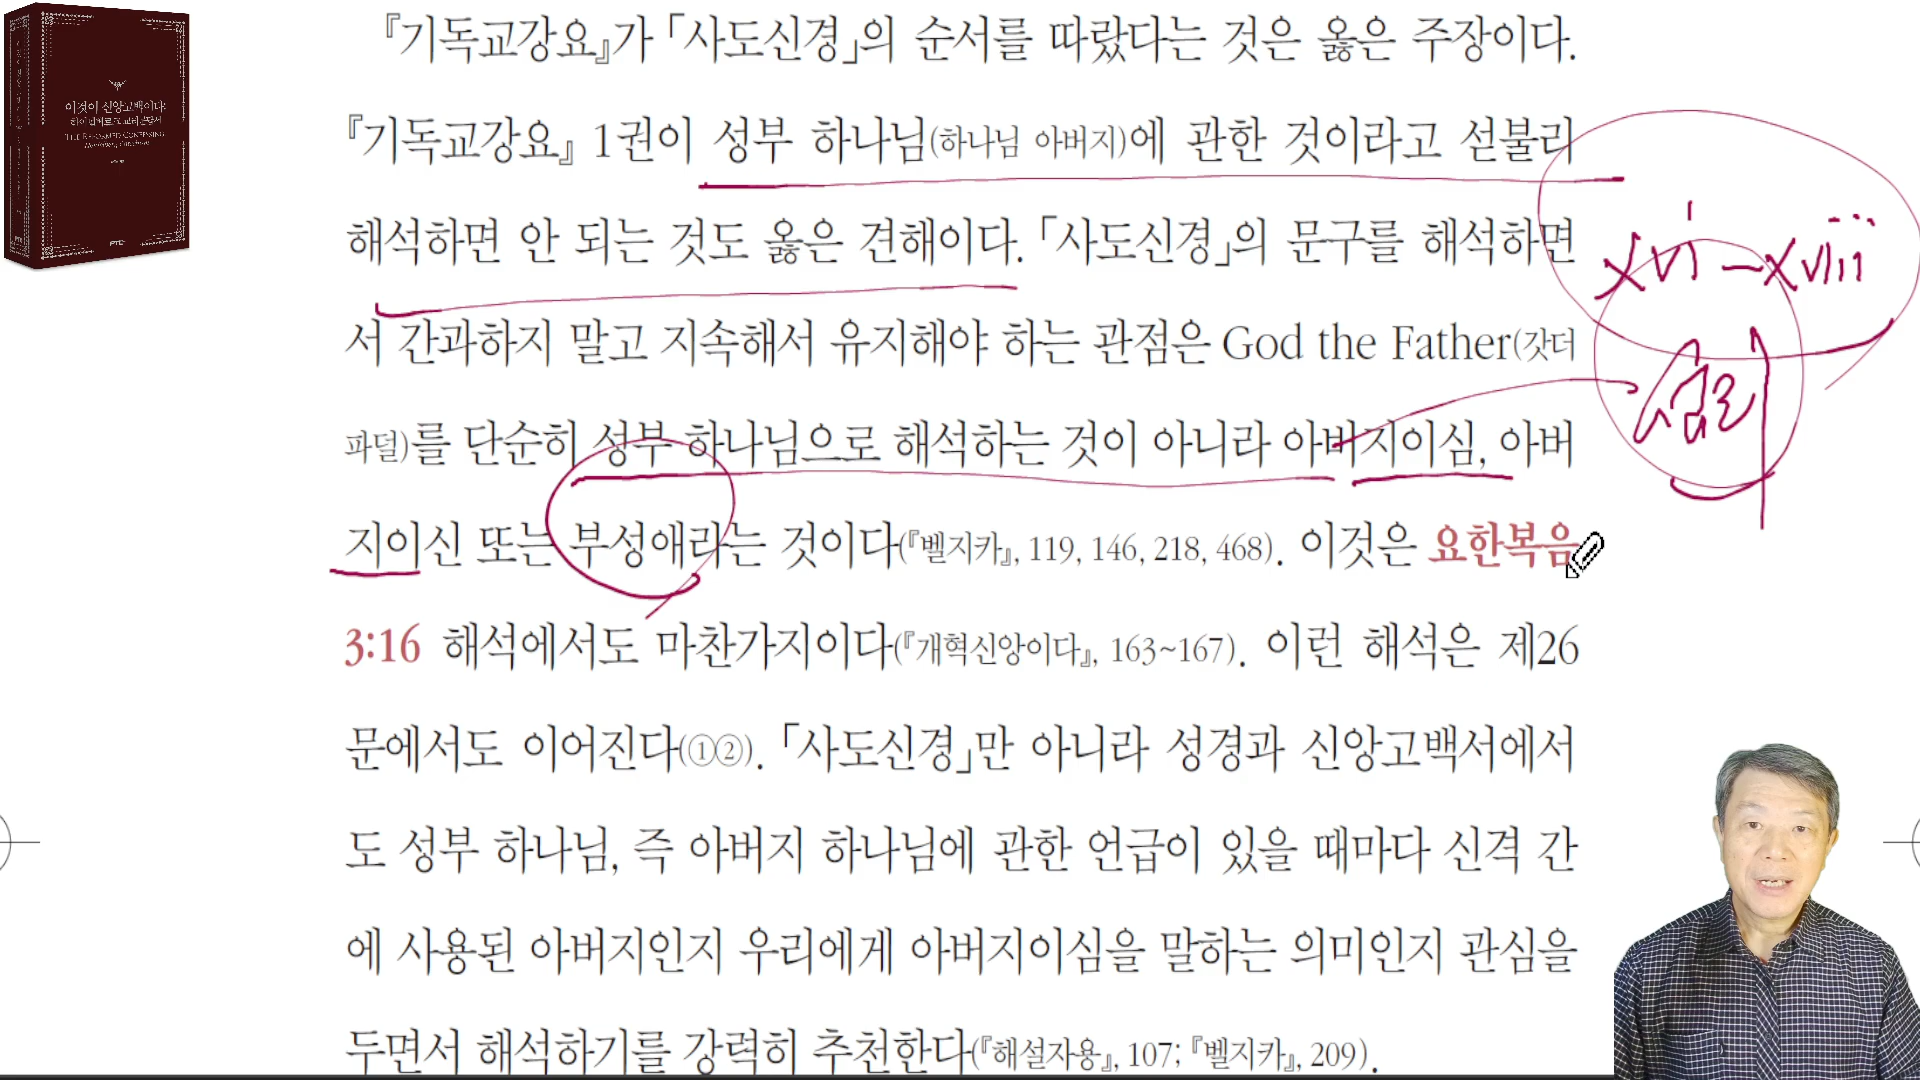 이것이 신앙고백이다:
THE REFORMED CONFESSING
Heidelberg Catechism
『기독교강요』가 「사도신경」의 순서를 따랐다는 것은 옳은 주장이다.
『기독교강요』 1권이 성부 하나님(하나님 아버지)에 관한 것이라고 섣불리
해석하면 안 되는 것도 옳은 견해이다. 「사도신경」의 문구를 해석하면
서 간과하지 말고 지속해서 유지해야 하는 관점은 God the Father(갓더
파덜)를 단순히 성부 하나님으로 해석하는 것이 아니라 아버지이심, 아버
지이신 또는 부성애라는 것이다(『벨지카』, 119, 146, 218, 468). 이것은 요한복음
3:16 해석에서도 마찬가지이다(『개혁신앙이다』, 163~167). 이런 해석은 제26
문에서도 이어진다(①②). 「사도신경」만 아니라 성경과 신앙고백서에서
도 성부 하나님, 즉 아버지 하나님에 관한 언급이 있을 때마다 신격 간
에 사용된 아버지인지 우리에게 아버지이심을 말하는 의미인지 관심을
두면서 해석하기를 강력히 추천한다(『해설자용』, 107; 『벨지카』, 209).
xvi - xviii
섭리